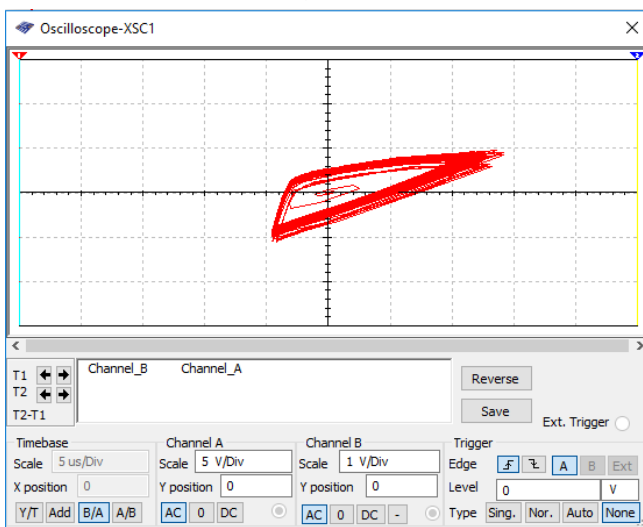 Oscilloscope-XSC1
1
2
T1
T2
T2-T1
Channel_B Channel_A
Reverse
Save
Ext. Trigger
Timebase
Scale 5 us/Div
X position 0
Y/T Add B/A A/B
Channel A
Scale 5 V/Div
Y position 0
AC 0 DC
Channel B
Scale 1 V/Div
Y position 0
AC 0 DC -
Trigger
Edge A B Ext
Level 0 V
Type Sing. Nor. Auto None